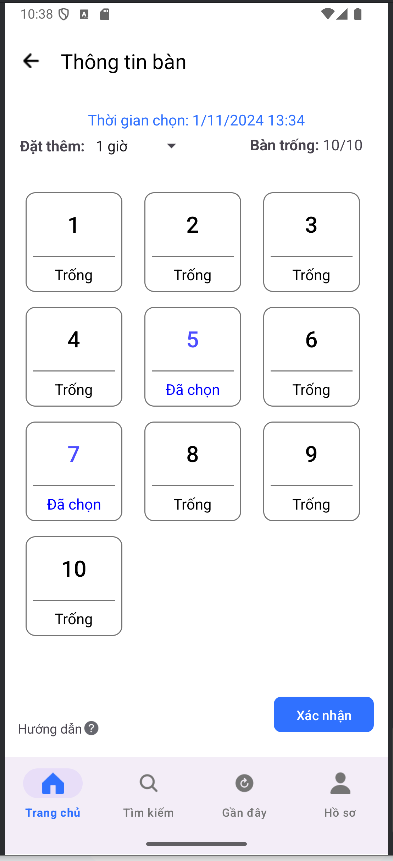 10:38
Thông tin bàn
Thời gian chọn: 1/11/2024 13:34
Đặt thêm: 1 giờ Bàn trống: 10/10
1 2 3
Trống Trống Trống
4 5 6
Trống Đã chọn Trống
7 8 9
Đã chọn Trống Trống
10
Trống
Xác nhận
Hướng dẫn ?
Trang chủ Tìm kiếm Gần đây Hồ sơ